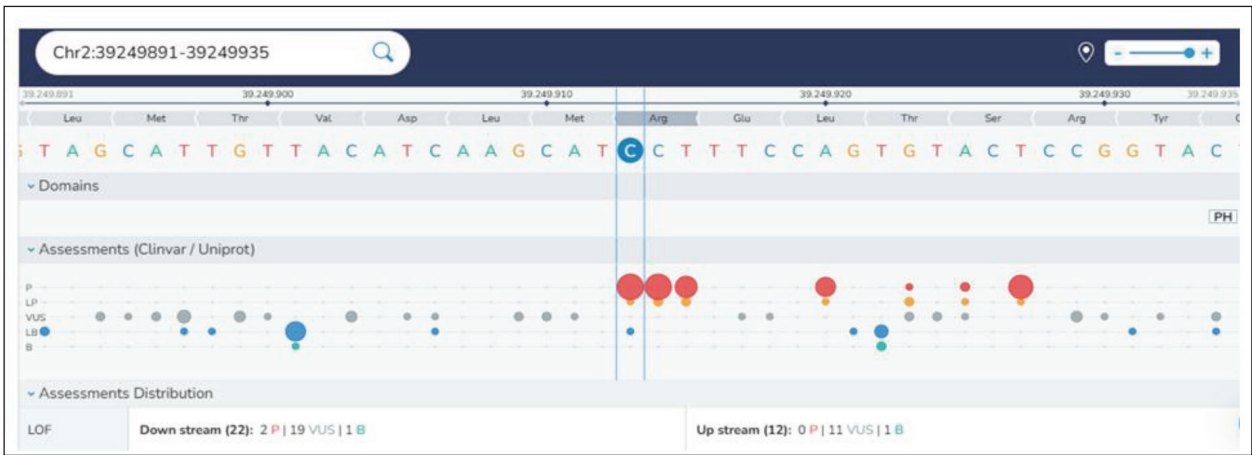 Chr2:39249891-39249935
- +
39.249.891 39.249.900 39.249.910 39.249.920 39.249.930 39.249.935
Leu Met Thr Val Asp Leu Met Arg Glu Leu Thr Ser Arg Tyr
T A G C A T T G T T A C A T C A A G C A T C C T T T C C A G T G T A C T C C G G T A C
Domains
PH
Assessments (Clinvar / Uniprot)
P
LP
VUS
LB
B
Assessments Distribution
LOF Down stream (22): 2 P | 19 VUS | 1 B Up stream (12): 0 P | 11 VUS | 1 B